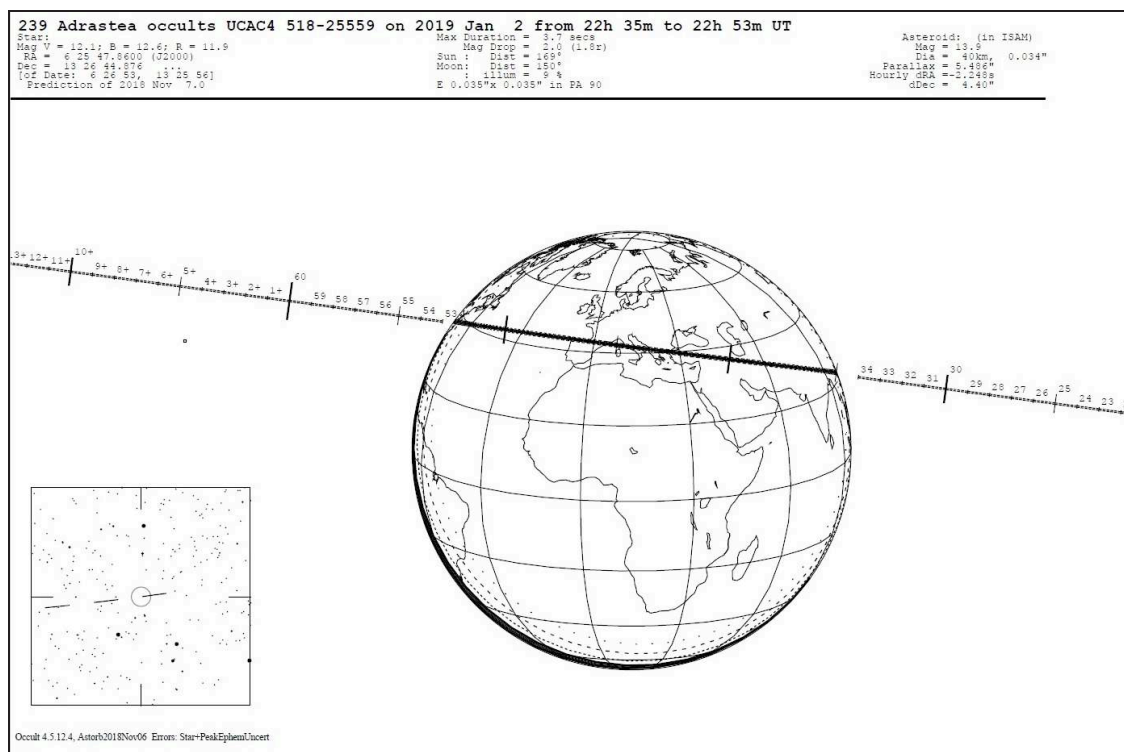 239 Adrastea occults UCAC4 518-25559 on 2019 Jan 2 from 22h 35m to 22h 53m UT
Star:
Mag V = 12.1; B = 12.6; R = 11.9
RA = 6 25 47.8600 (J2000)
Dec = 13 26 44.876 ...
[of Date: 6 26 53, 13 25 56]
Prediction of 2018 Nov 7.0
Max Duration = 3.7 secs
Mag Drop = 2.0 (1.8r)
Sun : Dist = 169°
Moon: Dist = 150°
: illum = 9 %
E 0.035"x 0.035" in PA 90
Asteroid: (in ISAM)
Mag = 13.9
Dia = 40km, 0.034"
Parallax = 5.486"
Hourly dRA =-2.248s
dDec = 4.40"
13+ 12+ 11+ 10+ 9+ 8+ 7+ 6+ 5+ 4+ 3+ 2+ 1+ 60 59 58 57 56 55 54 53
34 33 32 31 30 29 28 27 26 25 24 23
Occult 4.5.12.4, Astorb2018Nov06 Errors: Star+PeakEphemUncert